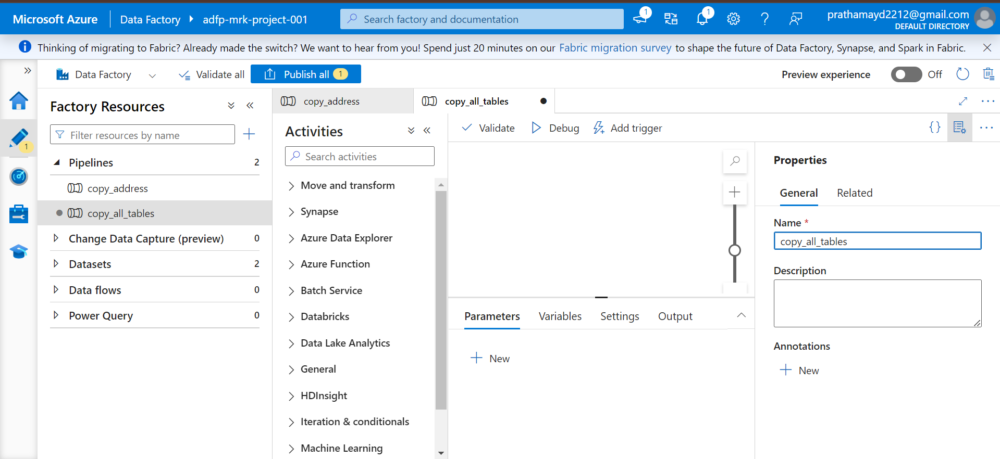 Microsoft Azure Data Factory adfp-mrk-project-001 Search factory and documentation 1 1 prathamayd2212@gmail.com
DEFAULT DIRECTORY
Thinking of migrating to Fabric? Already made the switch? We want to hear from you! Spend just 20 minutes on our Fabric migration survey to shape the future of Data Factory, Synapse, and Spark in Fabric.
Data Factory Validate all Publish all 1 Preview experience Off
Factory Resources
Filter resources by name
1
Pipelines 2
copy_address
copy_all_tables
Change Data Capture (preview) 0
Datasets 2
Data flows 0
Power Query 0
copy_address copy_all_tables
Activities
Search activities
Move and transform
Synapse
Azure Data Explorer
Azure Function
Batch Service
Databricks
Data Lake Analytics
General
HDInsight
Iteration & conditionals
Machine Learning
Validate Debug Add trigger {}
Parameters Variables Settings Output
New
Properties
General Related
Name *
copy_all_tables
Description
Annotations
New